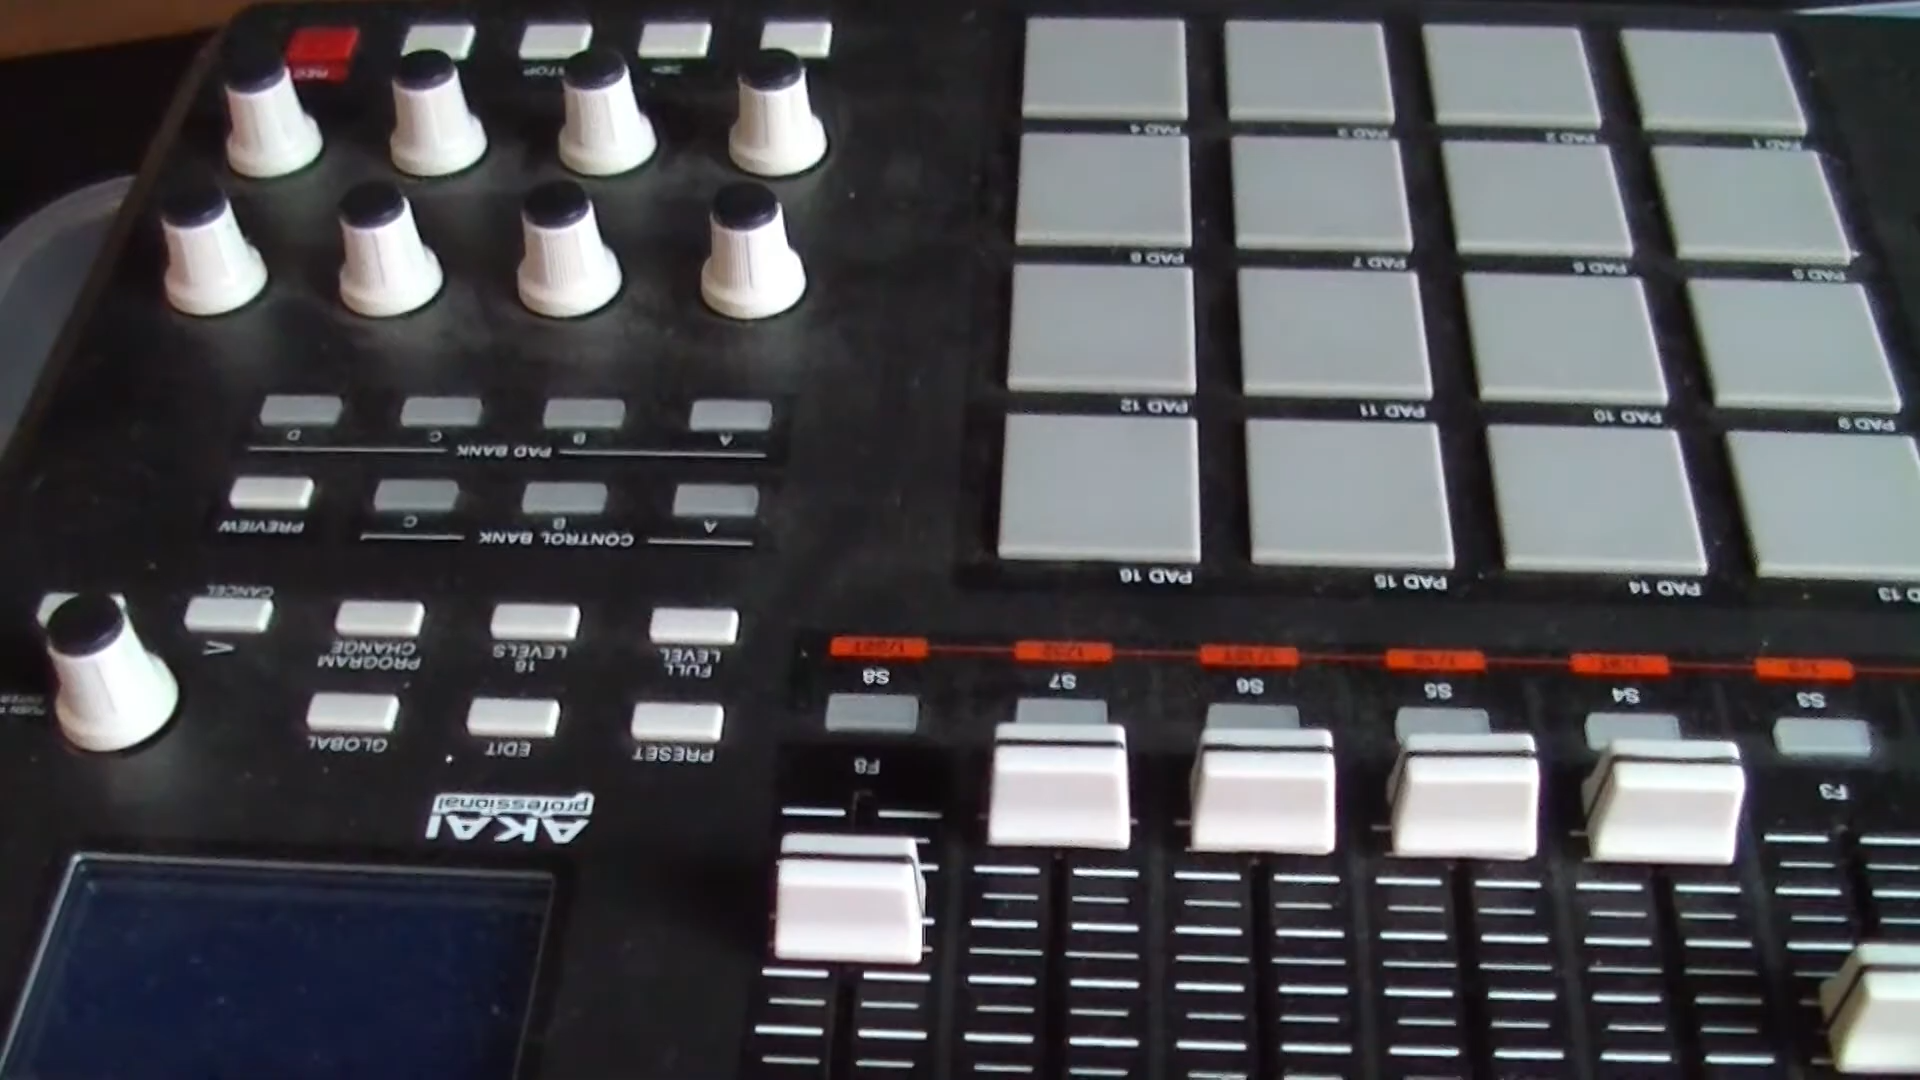 AKAI
professional
PRESET
EDIT
GLOBAL
FULL
LEVEL
16
LEVELS
PROGRAM
CHANGE
CANCEL
CONTROL BANK
A
B
C
PREVIEW
PAD BANK
A
B
C
D
STOP
REC
F3
F8
S3
S4
S5
S6
S7
S8
PAD 14
PAD 15
PAD 16
PAD 9
PAD 10
PAD 11
PAD 12
PAD 5
PAD 6
PAD 7
PAD 8
PAD 1
PAD 2
PAD 3
PAD 4